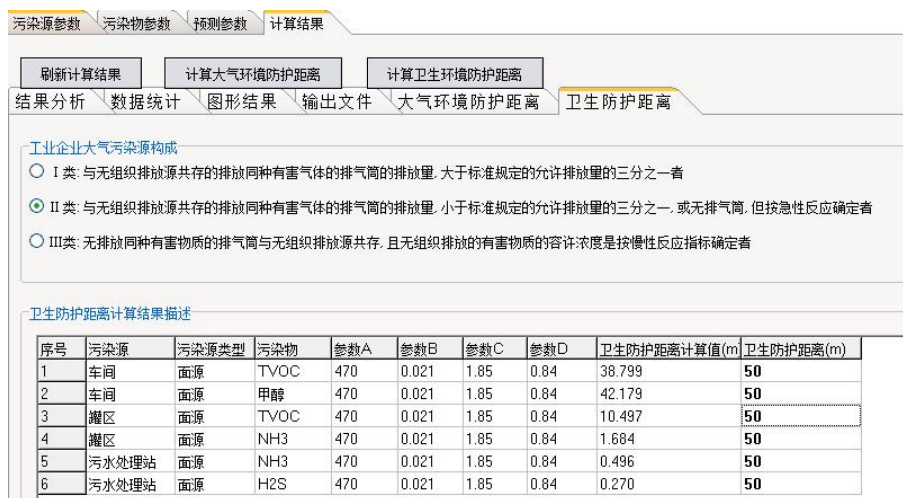 污染源参数 污染物参数 预测参数 计算结果
刷新计算结果 计算大气环境防护距离 计算卫生环境防护距离
结果分析 数据统计 图形结果 输出文件 大气环境防护距离 卫生防护距离
工业企业大气污染源构成
I 类: 与无组织排放源共存的排放同种有害气体的排气筒的排放量, 大于标准规定的允许排放量的三分之一者
II 类: 与无组织排放源共存的排放同种有害气体的排气筒的排放量, 小于标准规定的允许排放量的三分之一, 或无排气筒, 但按急性反应确定者
III类: 无排放同种有害物质的排气筒与无组织排放源共存, 且无组织排放的有害物质的容许浓度是按慢性反应指标确定者
卫生防护距离计算结果描述
序号 污染源 污染源类型 污染物 参数A 参数B 参数C 参数D 卫生防护距离计算值(m 卫生防护距离(m)
1 车间 面源 TVOC 470 0.021 1.85 0.84 38.799 50
2 车间 面源 甲醇 470 0.021 1.85 0.84 42.179 50
3 罐区 面源 TVOC 470 0.021 1.85 0.84 10.497 50
4 罐区 面源 NH3 470 0.021 1.85 0.84 1.684 50
5 污水处理站 面源 NH3 470 0.021 1.85 0.84 0.496 50
6 污水处理站 面源 H2S 470 0.021 1.85 0.84 0.270 50